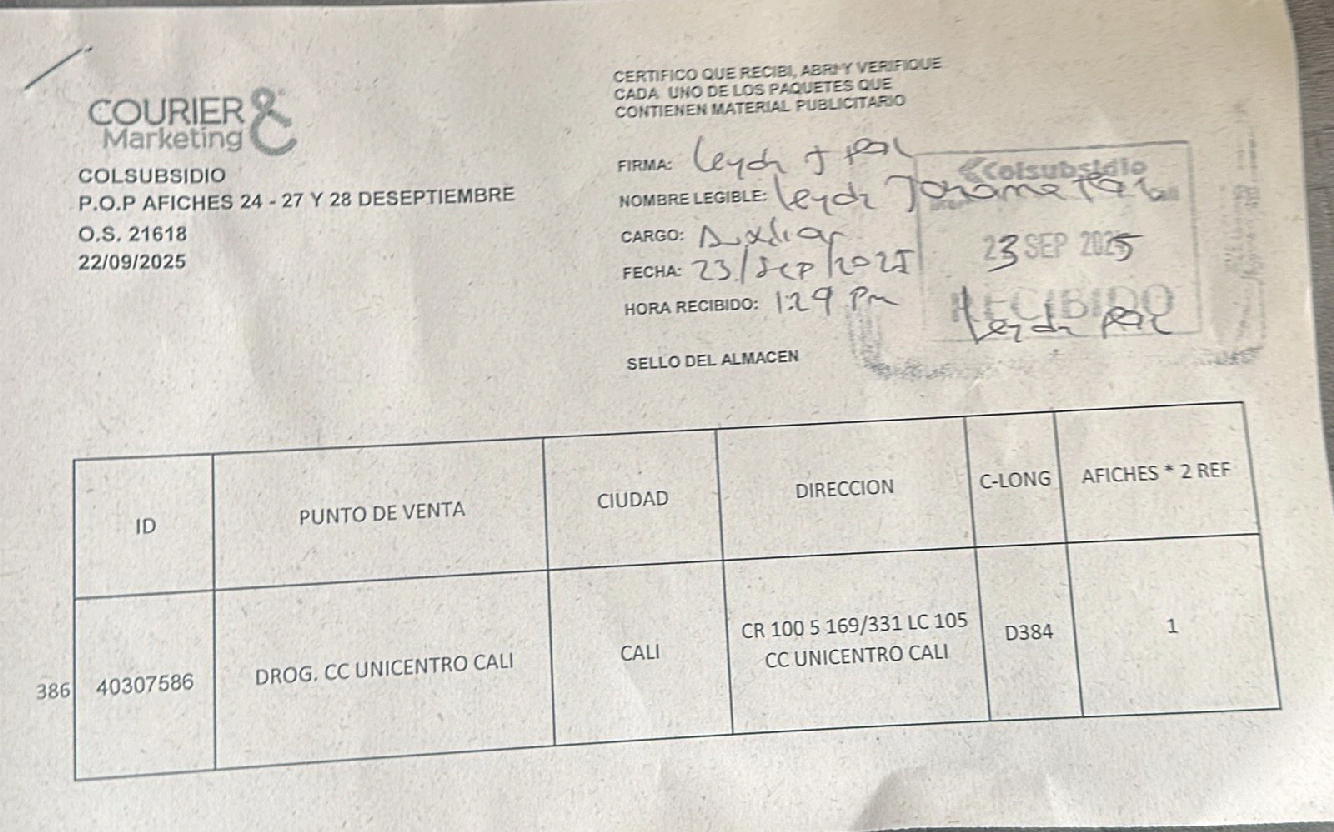 COURIER &
Marketing
COLSUBSIDIO
P.O.P AFICHES 24 - 27 Y 28 DESEPTIEMBRE
O.S. 21618
22/09/2025
CERTIFICO QUE RECIBI, ABRI Y VERIFIQUE
CADA UNO DE LOS PAQUETES QUE
CONTIENEN MATERIAL PUBLICITARIO
FIRMA: Leydi J
NOMBRE LEGIBLE: Leydi
CARGO: Auxiliar
FECHA: 23/Sep/2025
HORA RECIBIDO: 1:29 Pm
SELLO DEL ALMACEN
Colsubsidio
23 SEP 2025
RECIBIDO
Leydi
ID PUNTO DE VENTA CIUDAD DIRECCION C-LONG AFICHES * 2 REF
386 40307586 DROG. CC UNICENTRO CALI CALI CR 100 5 169/331 LC 105 D384 1
CC UNICENTRO CALI